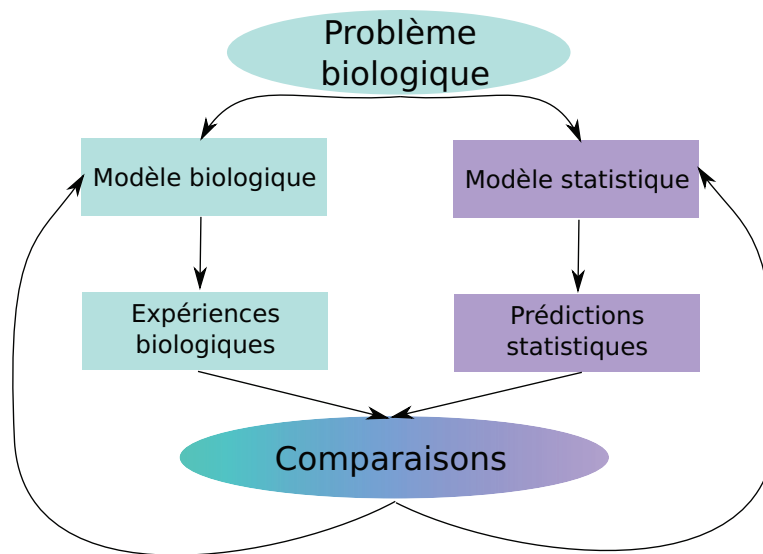 Problème
biologique
Modèle biologique
Modèle statistique
Expériences
biologiques
Prédictions
statistiques
Comparaisons